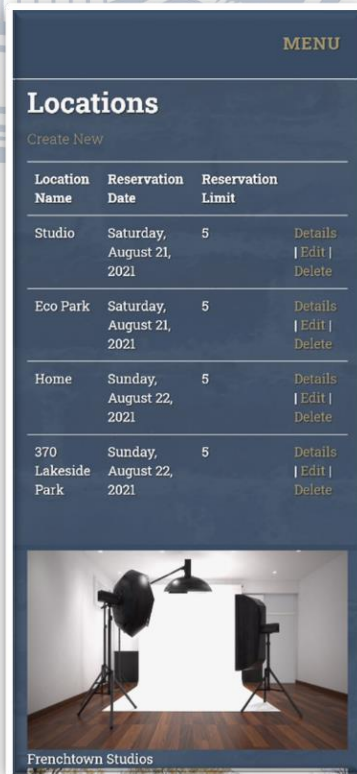 MENU
Locations
Create New
Location Name Reservation Date Reservation Limit
Studio Saturday, August 21, 2021 5 Details | Edit | Delete
Eco Park Saturday, August 21, 2021 5 Details | Edit | Delete
Home Sunday, August 22, 2021 5 Details | Edit | Delete
370 Lakeside Park Sunday, August 22, 2021 5 Details | Edit | Delete
Frenchtown Studios